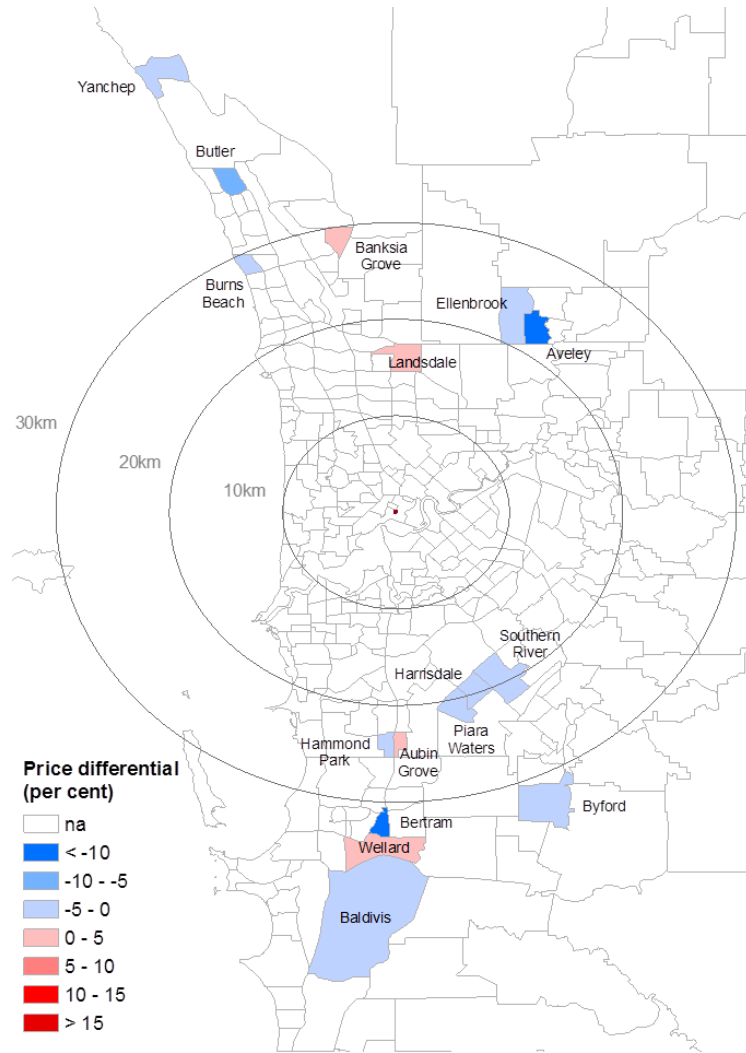 Yanchep
Butler
Banksia
Grove
Burns
Beach
Ellenbrook
Aveley
Landsdale
30km
20km
10km
Southern
River
Harrisdale
Piara
Waters
Hammond
Park
Aubin
Grove
Byford
Bertram
Wellard
Baldivis
Price differential
(per cent)
na
< -10
-10 - -5
-5 - 0
0 - 5
5 - 10
10 - 15
> 15